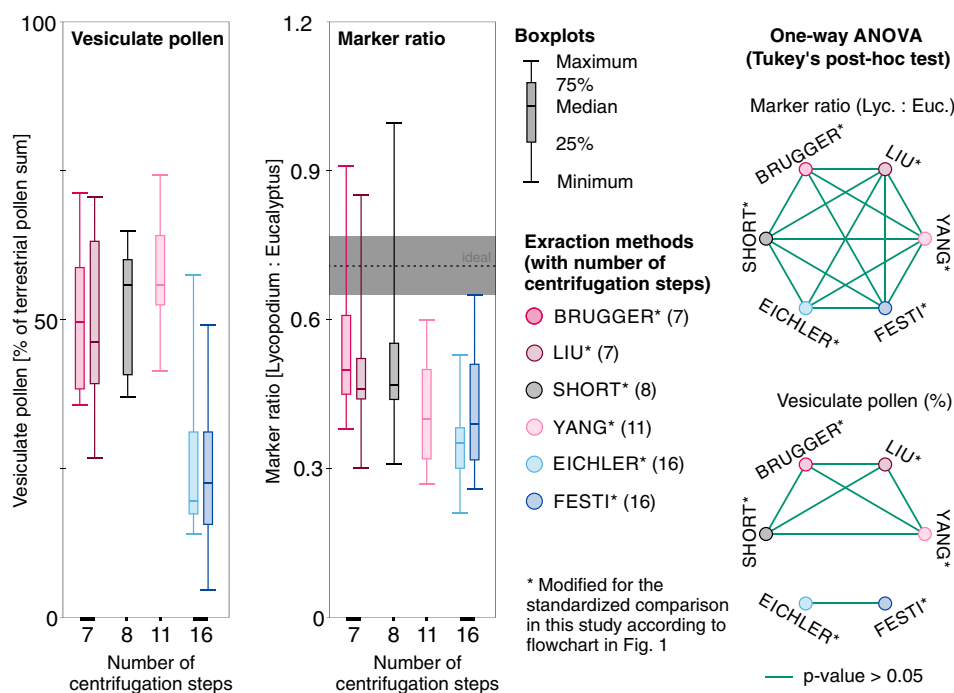 100
50
0
Vesiculate pollen [% of terrestrial pollen sum]
Vesiculate pollen
7 8 11 16
Number of
centrifugation steps
1.2
0.9
0.6
0.3
0
Marker ratio [Lycopodium : Eucalyptus]
Marker ratio
ideal
7 8 11 16
Number of
centrifugation steps
Boxplots
Maximum
75%
Median
25%
Minimum
Exraction methods
(with number of
centrifugation steps)
BRUGGER* (7)
LIU* (7)
SHORT* (8)
YANG* (11)
EICHLER* (16)
FESTI* (16)
* Modified for the
standardized comparison
in this study according to
flowchart in Fig. 1
One-way ANOVA
(Tukey's post-hoc test)
Marker ratio (Lyc. : Euc.)
BRUGGER*
LIU*
SHORT*
YANG*
EICHLER*
FESTI*
Vesiculate pollen (%)
BRUGGER*
LIU*
SHORT*
YANG*
EICHLER*
FESTI*
p-value > 0.05